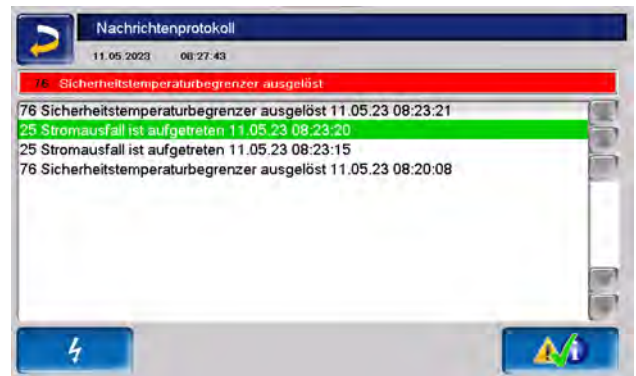 Nachrichtenprotokoll
11.05.2023 08:27:43
76 Sicherheitstemperaturbegrenzer ausgelöst
76 Sicherheitstemperaturbegrenzer ausgelöst 11.05.23 08:23:21
25 Stromausfall ist aufgetreten 11.05.23 08:23:20
25 Stromausfall ist aufgetreten 11.05.23 08:23:15
76 Sicherheitstemperaturbegrenzer ausgelöst 11.05.23 08:20:08